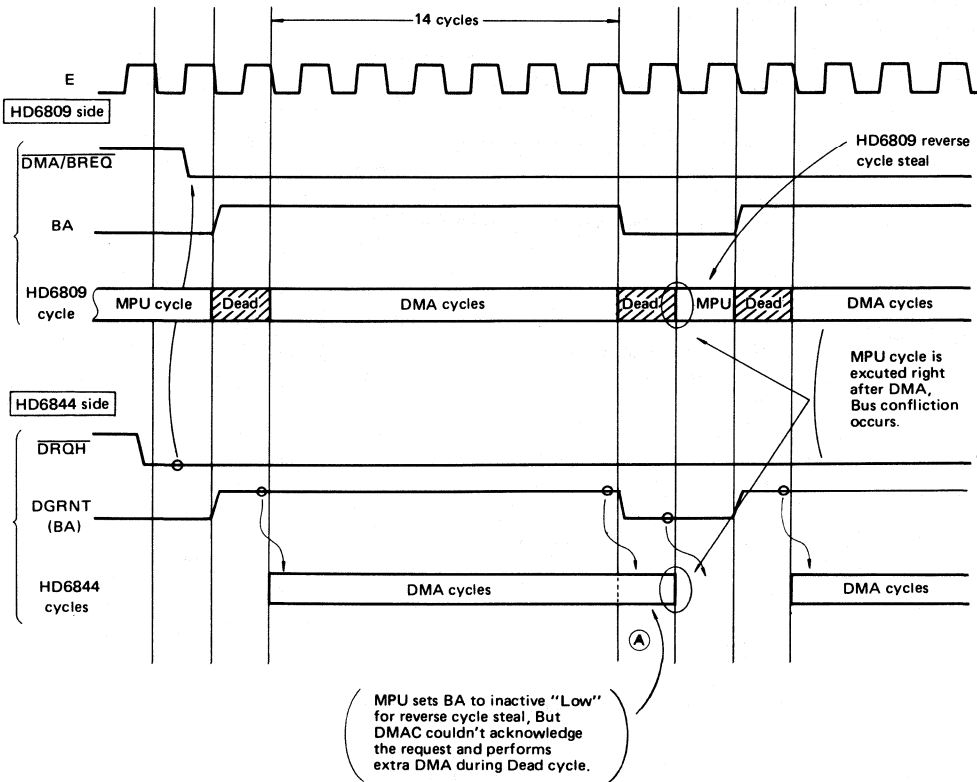 14 cycles
E
HD6809 side
DMA/BREQ
HD6809 reverse
cycle steal
BA
HD6809
cycle
MPU cycle
Dead
DMA cycles
Dead
MPU
Dead
DMA cycles
MPU cycle is
excuted right
after DMA,
Bus confliction
occurs.
HD6844 side
DRQH
DGRNT
(BA)
HD6844
cycles
DMA cycles
DMA cycles
A
MPU sets BA to inactive “Low”
for reverse cycle steal, But
DMAC couldn't acknowledge
the request and performs
extra DMA during Dead cycle.